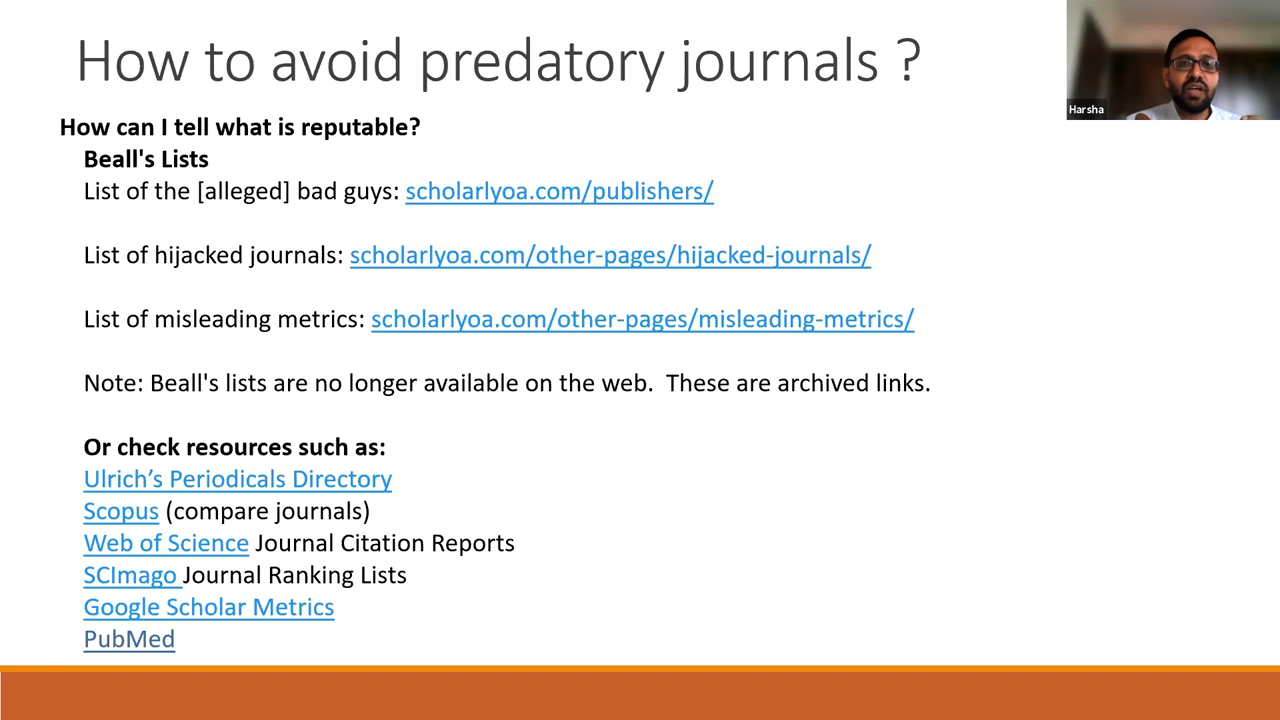 How to avoid predatory journals ?
Harsha
How can I tell what is reputable?
Beall's Lists
List of the [alleged] bad guys: scholarlyoa.com/publishers/
List of hijacked journals: scholarlyoa.com/other-pages/hijacked-journals/
List of misleading metrics: scholarlyoa.com/other-pages/misleading-metrics/
Note: Beall's lists are no longer available on the web.  These are archived links.
Or check resources such as:
Ulrich’s Periodicals Directory
Scopus (compare journals)
Web of Science Journal Citation Reports
SCImago Journal Ranking Lists
Google Scholar Metrics
PubMed